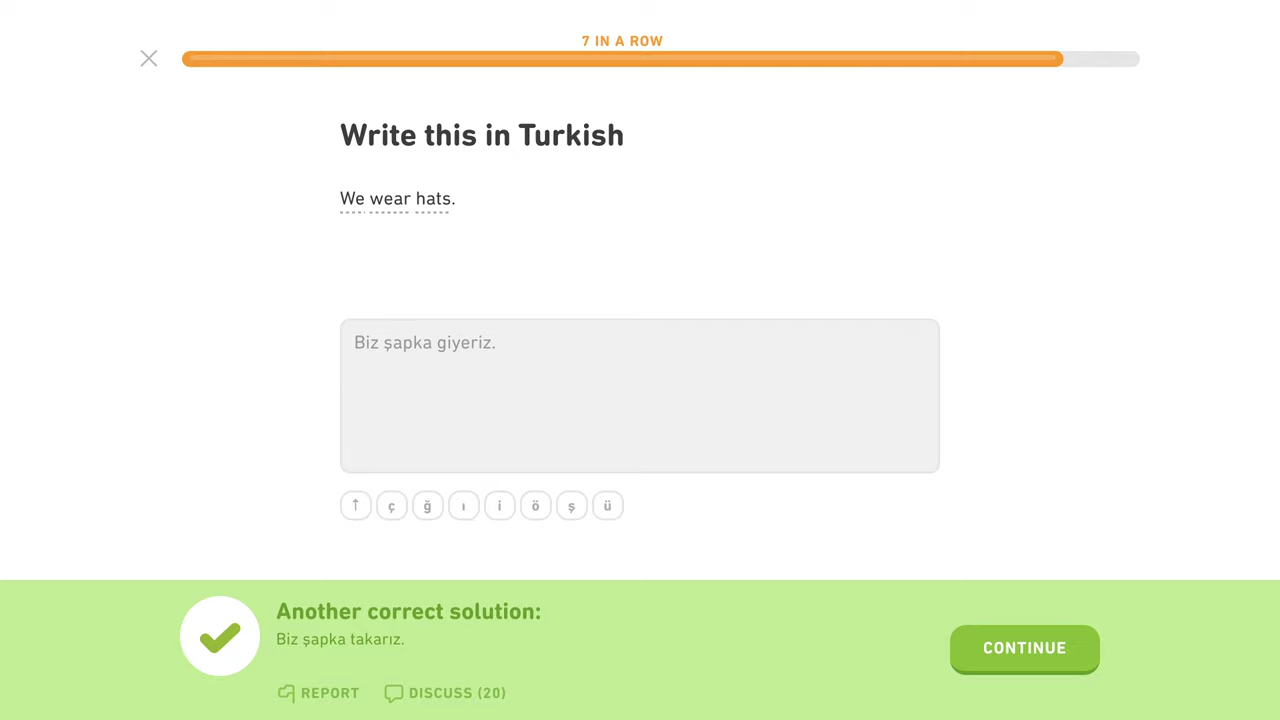 7 IN A ROW
Write this in Turkish
We wear hats.
Biz şapka giyeriz.
↑ ç ğ ı i ö ş ü
Another correct solution:
Biz şapka takarız.
CONTINUE
REPORT DISCUSS (20)